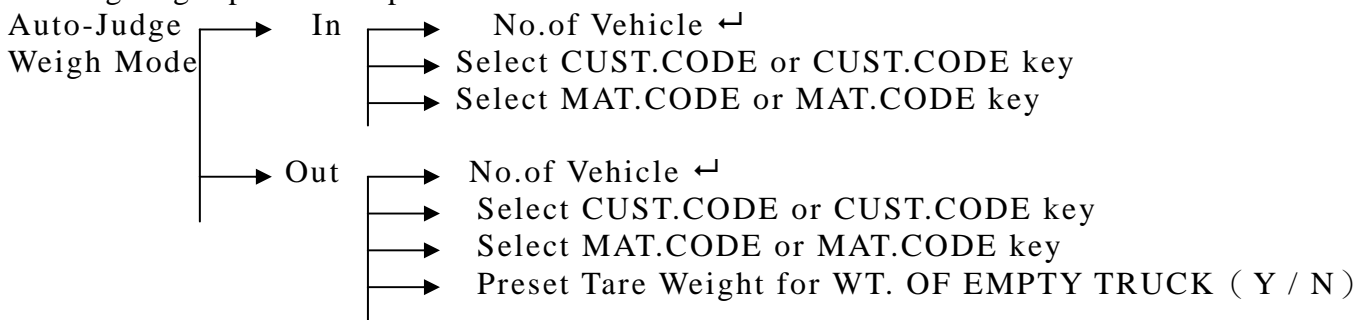 Auto-Judge
Weigh Mode
In
No.of Vehicle ↵
Select CUST.CODE or CUST.CODE key
Select MAT.CODE or MAT.CODE key
Out
No.of Vehicle ↵
Select CUST.CODE or CUST.CODE key
Select MAT.CODE or MAT.CODE key
Preset Tare Weight for WT. OF EMPTY TRUCK ( Y / N )